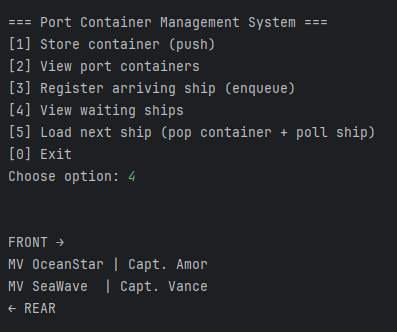 === Port Container Management System ===
[1] Store container (push)
[2] View port containers
[3] Register arriving ship (enqueue)
[4] View waiting ships
[5] Load next ship (pop container + poll ship)
[0] Exit
Choose option: 4
FRONT →
MV OceanStar | Capt. Amor
MV SeaWave  | Capt. Vance
← REAR